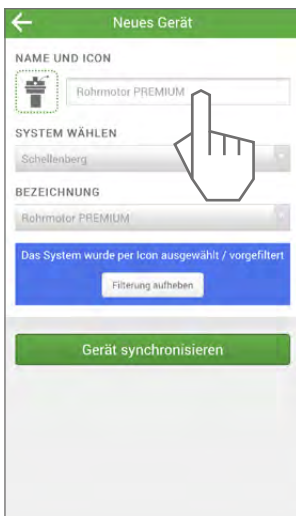 Neues Gerät
NAME UND ICON
Rohrmotor PREMIUM
SYSTEM WÄHLEN
Schellenberg
BEZEICHNUNG
Rohrmotor PREMIUM
Das System wurde per Icon ausgewählt / vorgefiltert
Filterung aufheben
Gerät synchronisieren